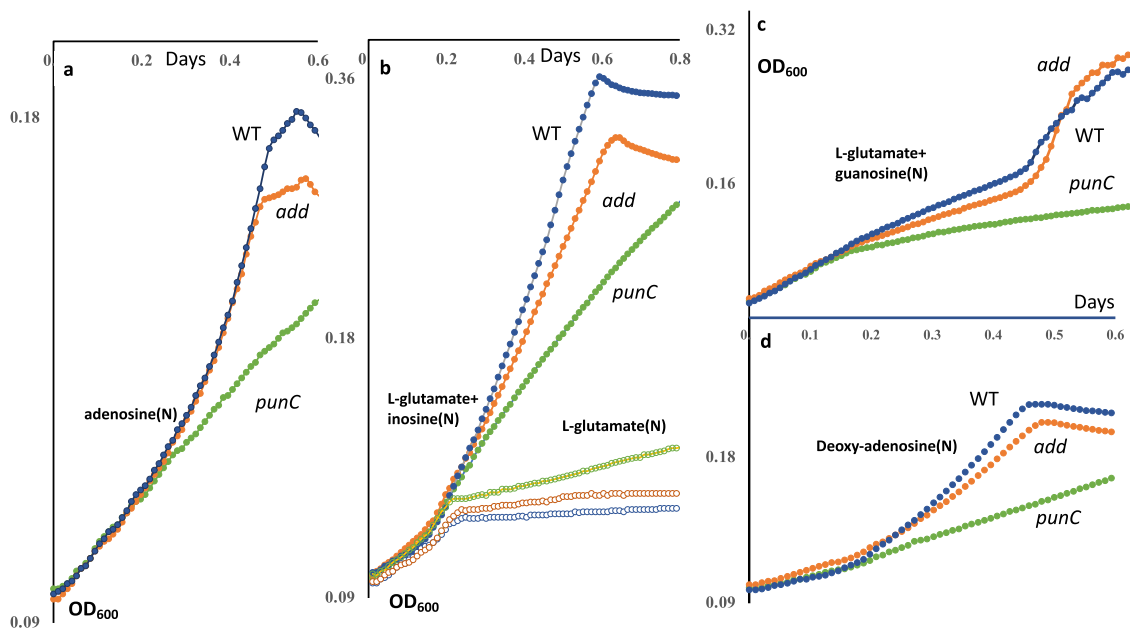 0 Days 0.2 0.4 0.6
a
0.18
WT
add
adenosine(N)
punC
0.09
OD600
0 0.2 Days 0.4 0.6 0.8
0.36
b
WT
add
punC
0.18
L-glutamate+
inosine(N)
L-glutamate(N)
0.09
OD600
0.32
c
OD600
add
WT
L-glutamate+
guanosine(N)
0.16
punC
Days
0 0.1 0.2 0.3 0.4 0.5 0.6
d
WT
add
Deoxy-adenosine(N)
0.18
punC
0.09